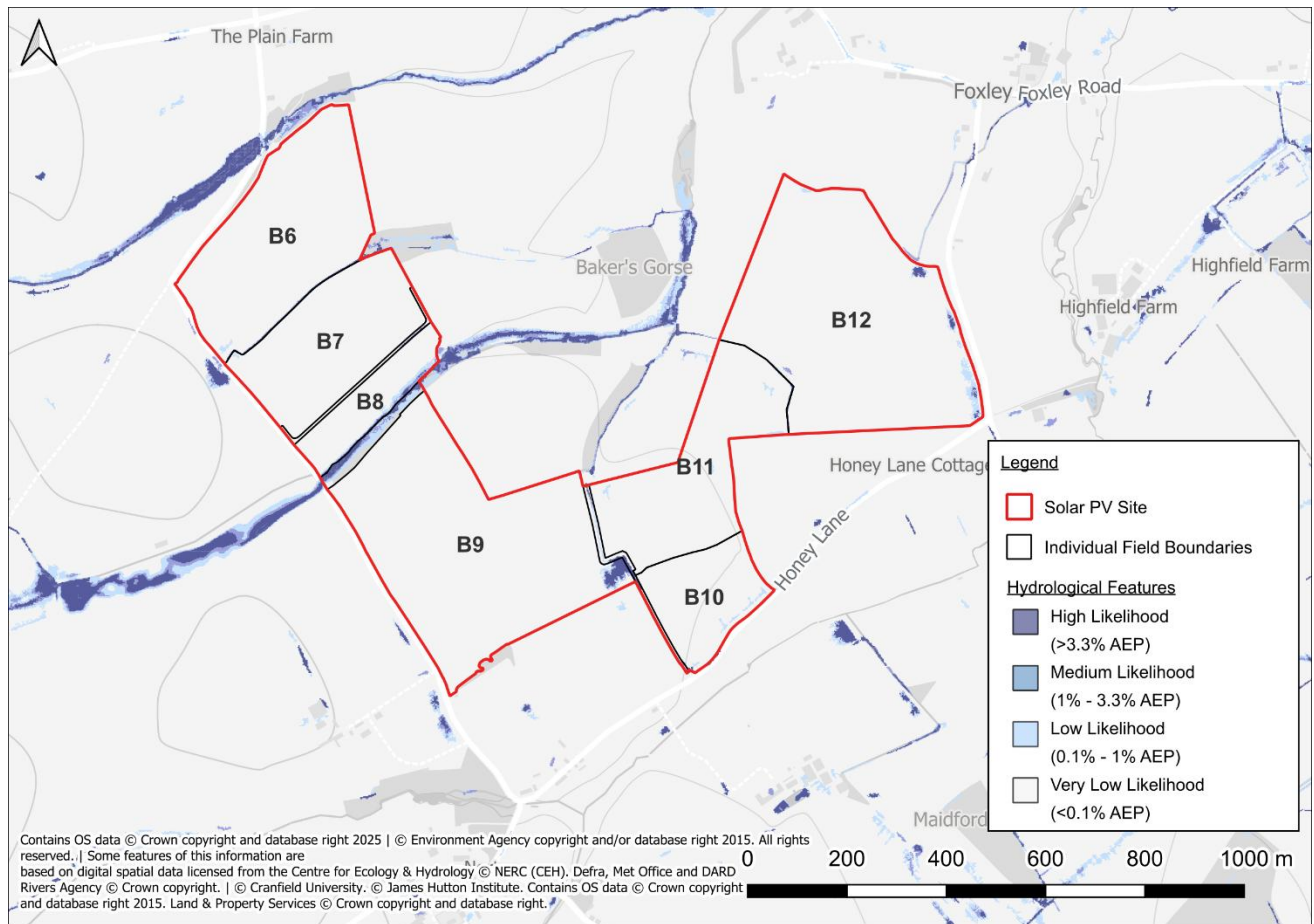 The Plain Farm
Foxley
Foxley Road
B6
Baker's Gorse
Highfield Farm
Highfield Farm
B12
B7
B8
B11
Honey Lane Cottage
B9
Honey Lane
B10
Maidford
Legend
Solar PV Site
Individual Field Boundaries
Hydrological Features
High Likelihood
(>3.3% AEP)
Medium Likelihood
(1% - 3.3% AEP)
Low Likelihood
(0.1% - 1% AEP)
Very Low Likelihood
(<0.1% AEP)
Contains OS data © Crown copyright and database right 2025 | © Environment Agency copyright and/or database right 2015. All rights
reserved. | Some features of this information are
based on digital spatial data licensed from the Centre for Ecology & Hydrology © NERC (CEH). Defra, Met Office and DARD
Rivers Agency © Crown copyright. | © Cranfield University. © James Hutton Institute. Contains OS data © Crown copyright
and database right 2015. Land & Property Services © Crown copyright and database right.
0 200 400 600 800 1000 m